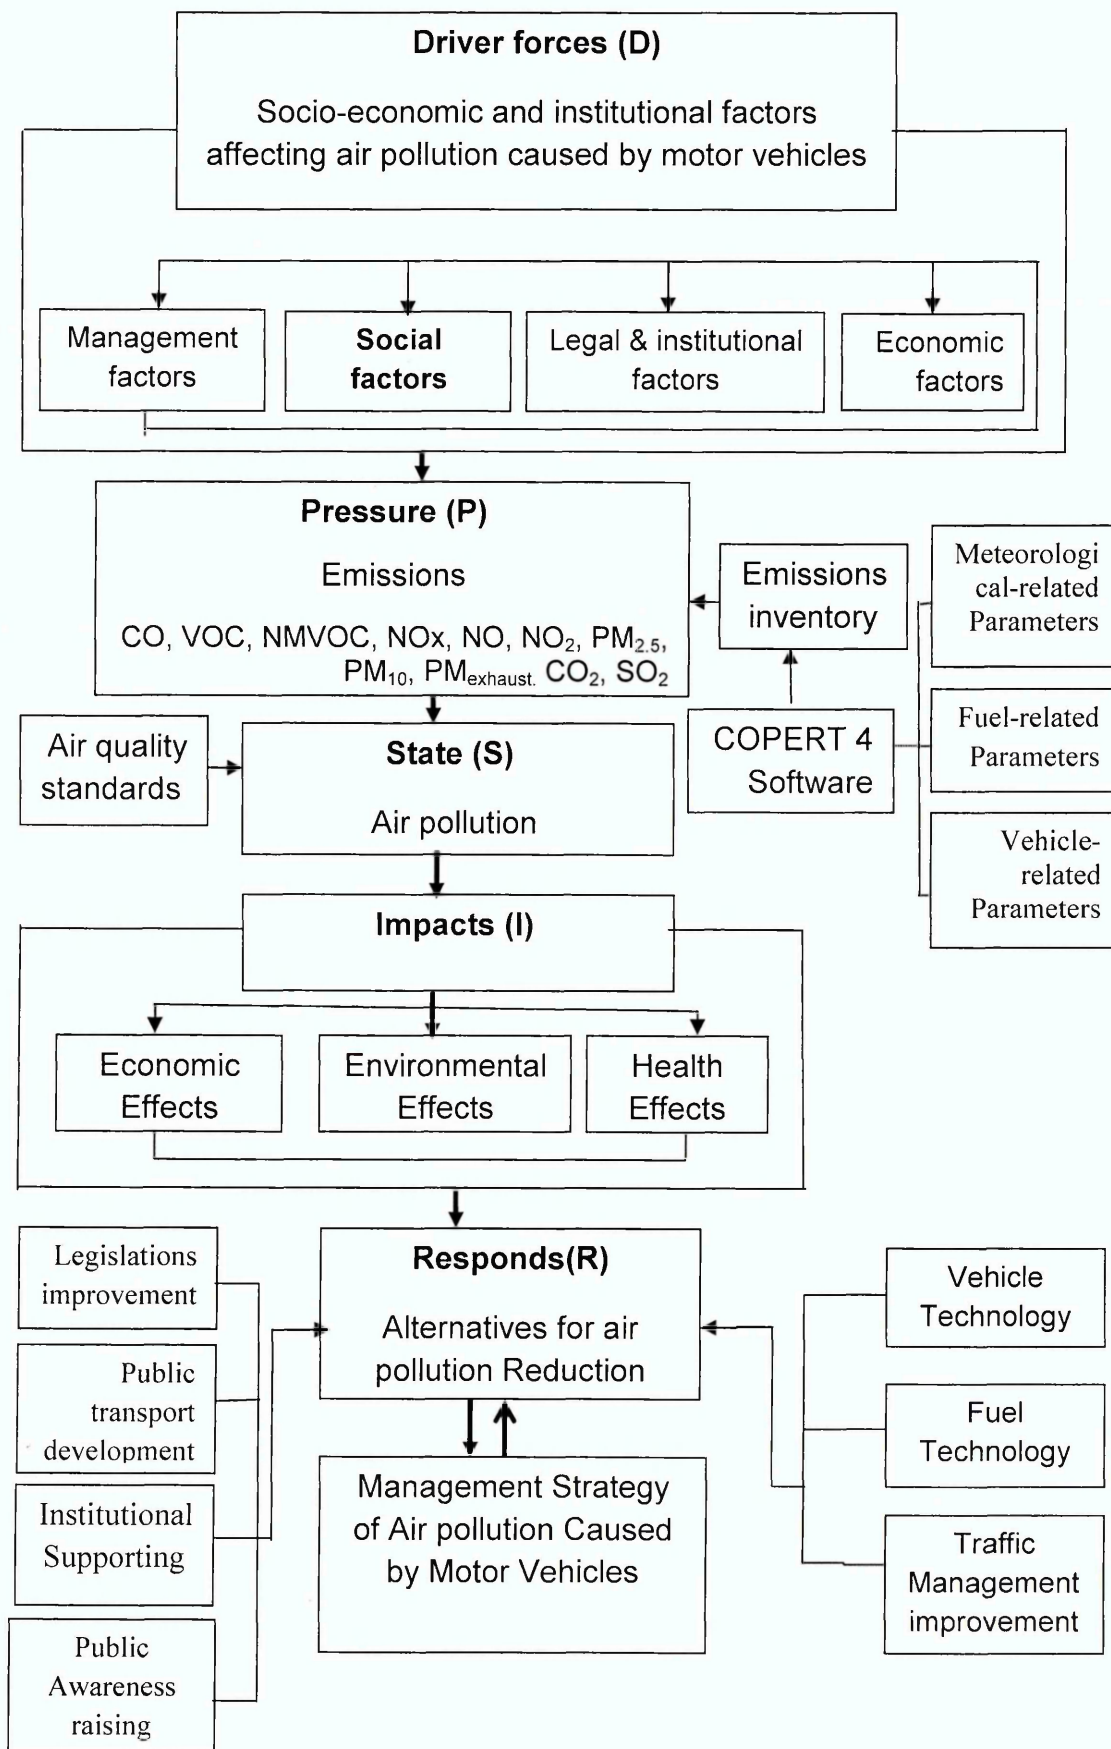 Driver forces (D)
Socio-economic and institutional factors
affecting air pollution caused by motor vehicles
Management
factors
Social
factors
Legal & institutional
factors
Economic
factors
Pressure (P)
Emissions
CO, VOC, NMVOC, NOx, NO, NO₂, PM₂.₅,
PM₁₀, PMexhaust. CO₂, SO₂
Emissions
inventory
Meteorologi
cal-related
Parameters
Air quality
standards
State (S)
Air pollution
COPERT 4
Software
Fuel-related
Parameters
Vehicle-
related
Parameters
Impacts (I)
Economic
Effects
Environmental
Effects
Health
Effects
Legislations
improvement
Public
transport
development
Institutional
Supporting
Public
Awareness
raising
Responds(R)
Alternatives for air
pollution Reduction
Management Strategy
of Air pollution Caused
by Motor Vehicles
Vehicle
Technology
Fuel
Technology
Traffic
Management
improvement